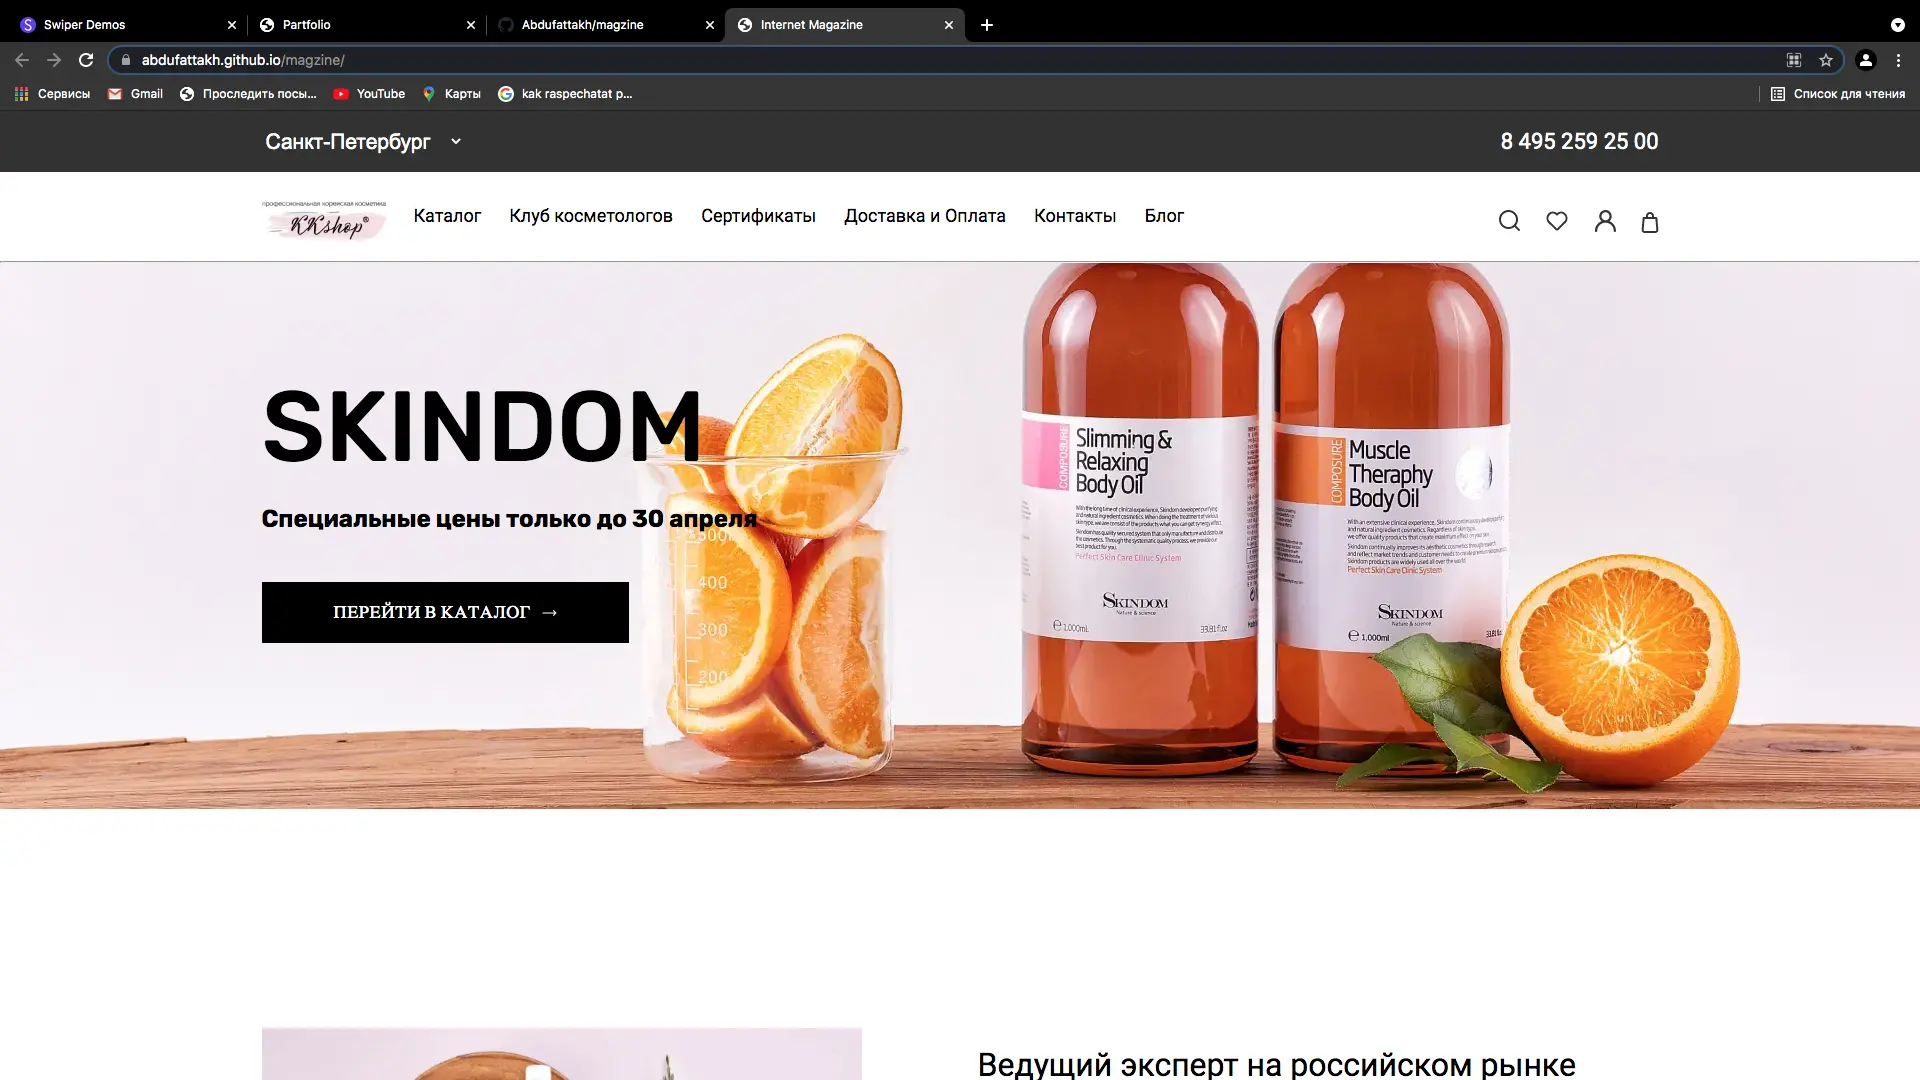 Swiper Demos
Partfolio
Abdufattakh/magzine
Internet Magazine
abdufattakh.github.io/magzine/
Сервисы
Gmail
Проследить посы...
YouTube
Карты
kak raspechatat p...
Список для чтения
Санкт-Петербург
8 495 259 25 00
профессиональная корейская косметика
KKshop®
Каталог
Клуб косметологов
Сертификаты
Доставка и Оплата
Контакты
Блог
SKINDOM
Специальные цены только до 30 апреля
ПЕРЕЙТИ В КАТАЛОГ →
500
400
300
200
COMPOSURE
Slimming &
Relaxing
Body Oil
Perfect Skin Care Clinic System
SKINDOM
Nature & science
℮ 1,000mL
33.81 fl.oz
COMPOSURE
Muscle
Theraphy
Body Oil
Perfect Skin Care Clinic System
SKINDOM
Nature & science
℮ 1,000ml
Ведущий эксперт на российском рынке